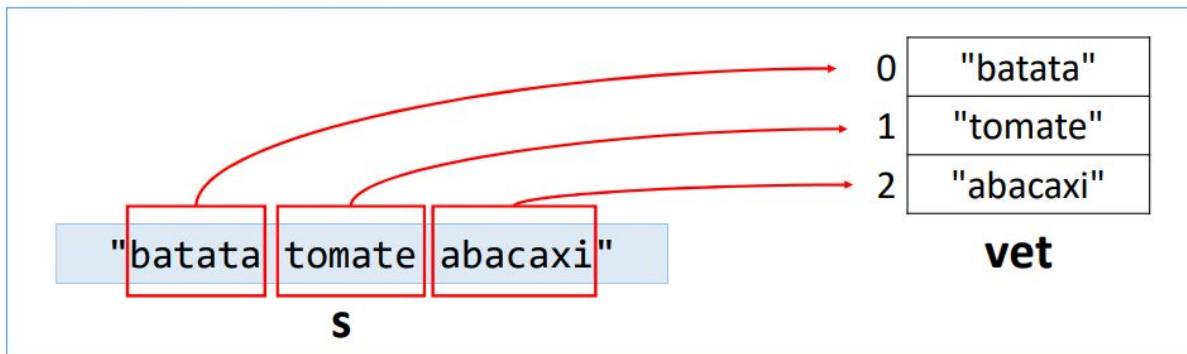 0 "batata"
1 "tomate"
2 "abacaxi"
"batata tomate abacaxi"
vet
s